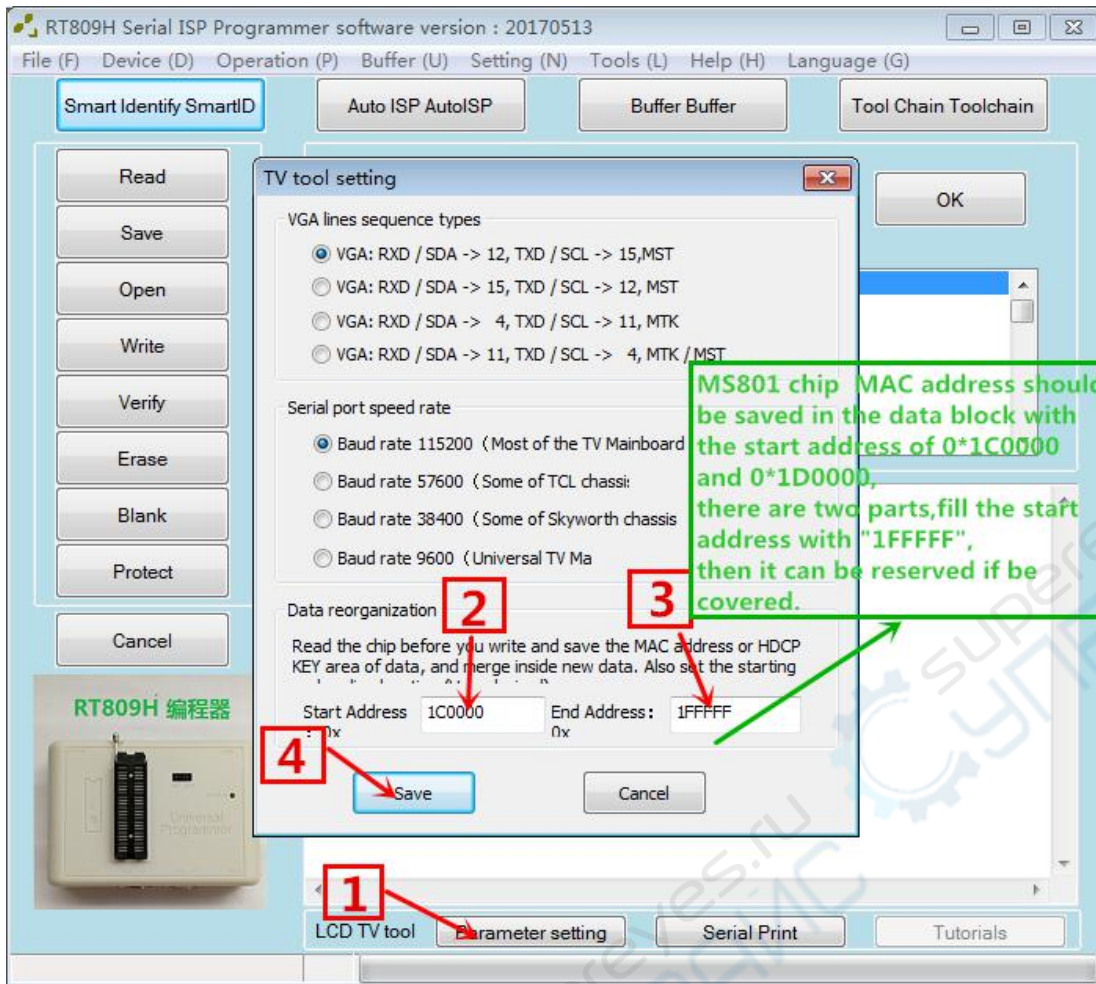 RT809H Serial ISP Programmer software version : 20170513
File (F) Device (D) Operation (P) Buffer (U) Setting (N) Tools (L) Help (H) Language (G)
Smart Identify SmartID
Auto ISP AutoISP
Buffer Buffer
Tool Chain Toolchain
Read
Save
Open
Write
Verify
Erase
Blank
Protect
Cancel
RT809H 编程器
Universal
Programmer
OK
TV tool setting
VGA lines sequence types
VGA: RXD / SDA -> 12, TXD / SCL -> 15,MST
VGA: RXD / SDA -> 15, TXD / SCL -> 12, MST
VGA: RXD / SDA -> 4, TXD / SCL -> 11, MTK
VGA: RXD / SDA -> 11, TXD / SCL -> 4, MTK / MST
Serial port speed rate
Baud rate 115200 (Most of the TV Mainboard
Baud rate 57600 (Some of TCL chassi:
Baud rate 38400 (Some of Skyworth chassis
Baud rate 9600 (Universal TV Ma
MS801 chip MAC address should
be saved in the data block with
the start address of 0*1C0000
and 0*1D0000,
there are two parts,fill the start
address with "1FFFFF",
then it can be reserved if be
covered.
Data reorganization
2
3
Read the chip before you write and save the MAC address or HDCP
KEY area of data, and merge inside new data. Also set the starting
Start Address 1C0000 End Address: 1FFFFF
: 0x 0x
4
Save
Cancel
1
LCD TV tool
Parameter setting
Serial Print
Tutorials